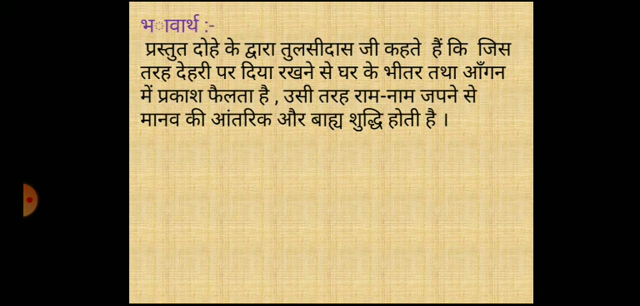 भावार्थ :-
प्रस्तुत दोहे के द्वारा तुलसीदास जी कहते हैं कि जिस
तरह देहरी पर दिया रखने से घर के भीतर तथा आँगन
में प्रकाश फैलता है , उसी तरह राम-नाम जपने से
मानव की आंतरिक और बाह्य शुद्धि होती है ।